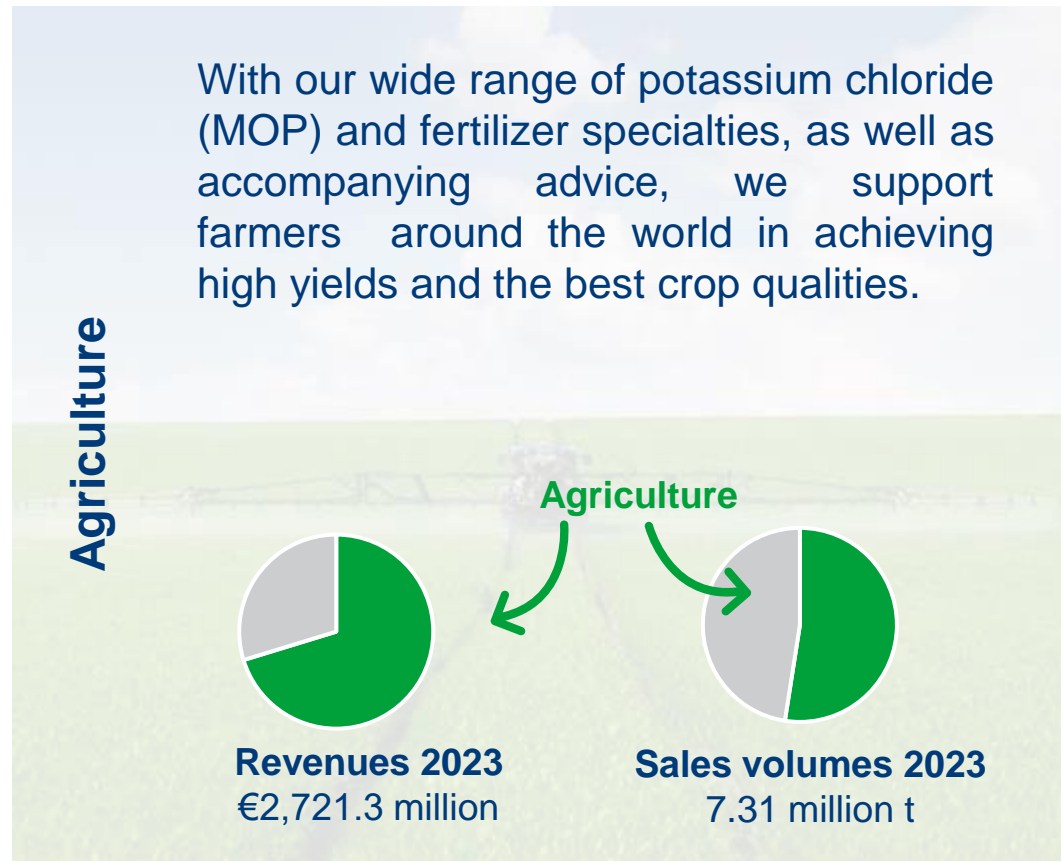 With our wide range of potassium chloride
(MOP) and fertilizer specialties, as well as
accompanying advice, we support
farmers around the world in achieving
high yields and the best crop qualities.
Agriculture
Agriculture
Revenues 2023
€2,721.3 million
Sales volumes 2023
7.31 million t